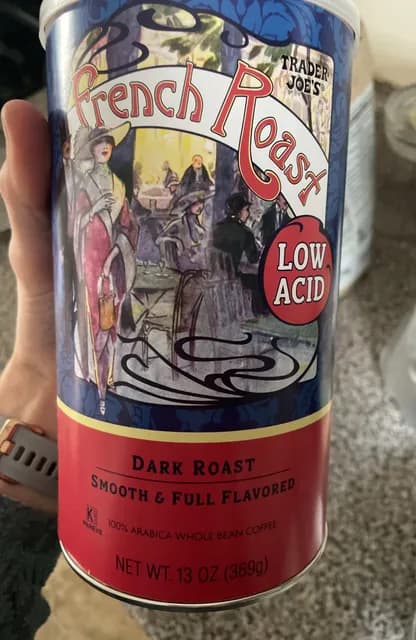 TRADER
JOE'S
French Roast
LOW
ACID
DARK ROAST
SMOOTH & FULL FLAVORED
K
PAREVE
100% ARABICA WHOLE BEAN COFFEE
NET WT. 13 OZ (369g)